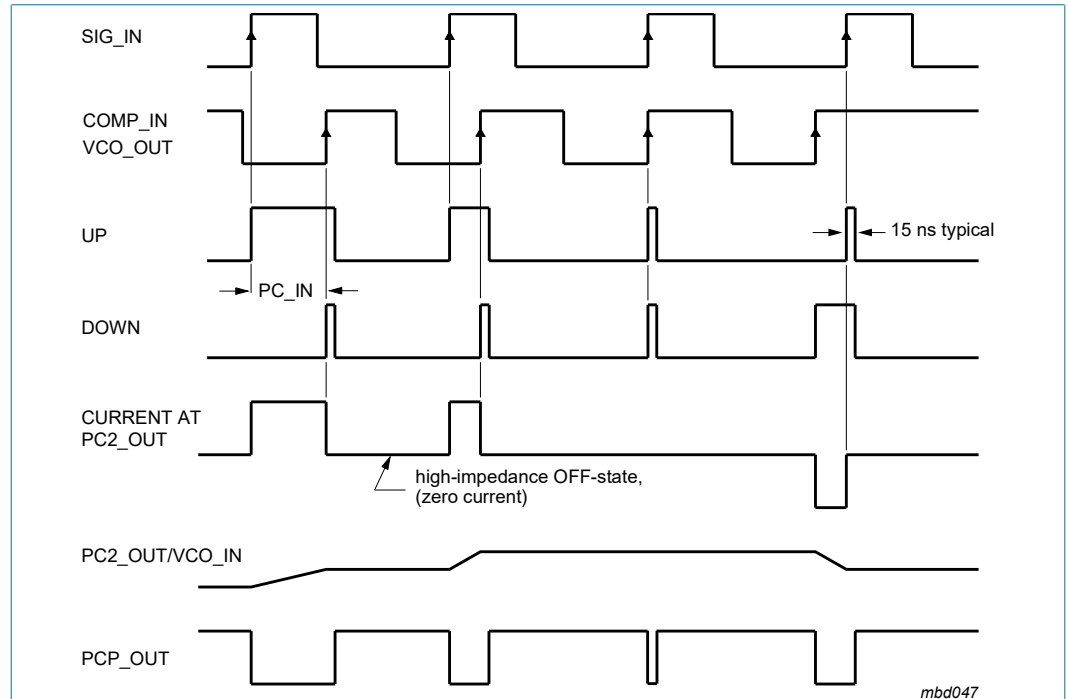 SIG_IN
COMP_IN
VCO_OUT
UP
15 ns typical
PC_IN
DOWN
CURRENT AT
PC2_OUT
high-impedance OFF-state,
(zero current)
PC2_OUT/VCO_IN
PCP_OUT
mbd047